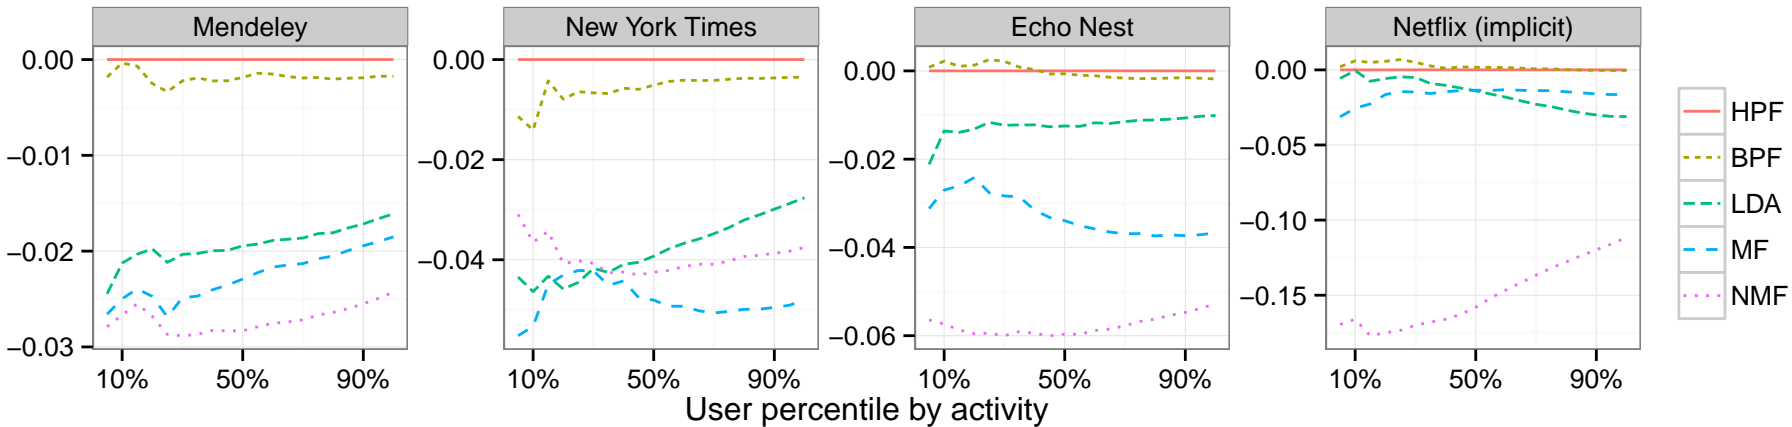 Mendeley
New York Times
Echo Nest
Netflix (implicit)
0.00
−0.01
−0.02
−0.03
10%
50%
90%
0.00
−0.02
−0.04
10%
50%
90%
0.00
−0.02
−0.04
−0.06
10%
50%
90%
0.00
−0.05
−0.10
−0.15
10%
50%
90%
User percentile by activity
HPF
BPF
LDA
MF
NMF